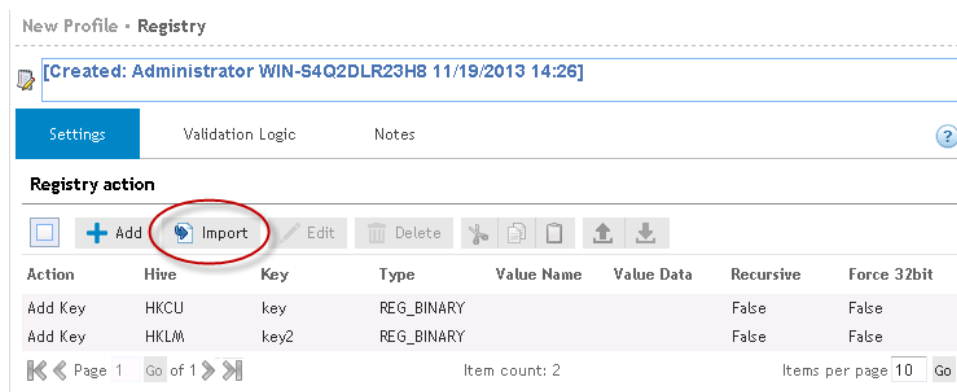 New Profile • Registry
[Created: Administrator WIN-S4Q2DLR23H8 11/19/2013 14:26]
Settings Validation Logic Notes ?
Registry action
Add Import Edit Delete
Action Hive Key Type Value Name Value Data Recursive Force 32bit
Add Key HKCU key REG_BINARY False False
Add Key HKLM key2 REG_BINARY False False
Page 1 Go of 1 Item count: 2 Items per page 10 Go